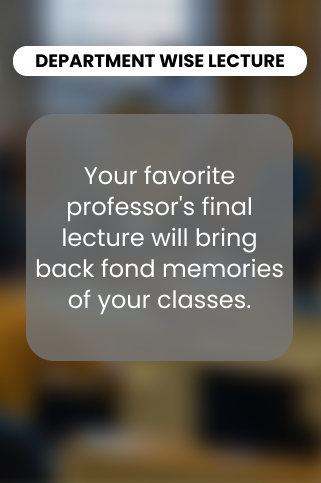 DEPARTMENT WISE LECTURE
Your favorite
professor's final
lecture will bring
back fond memories
of your classes.